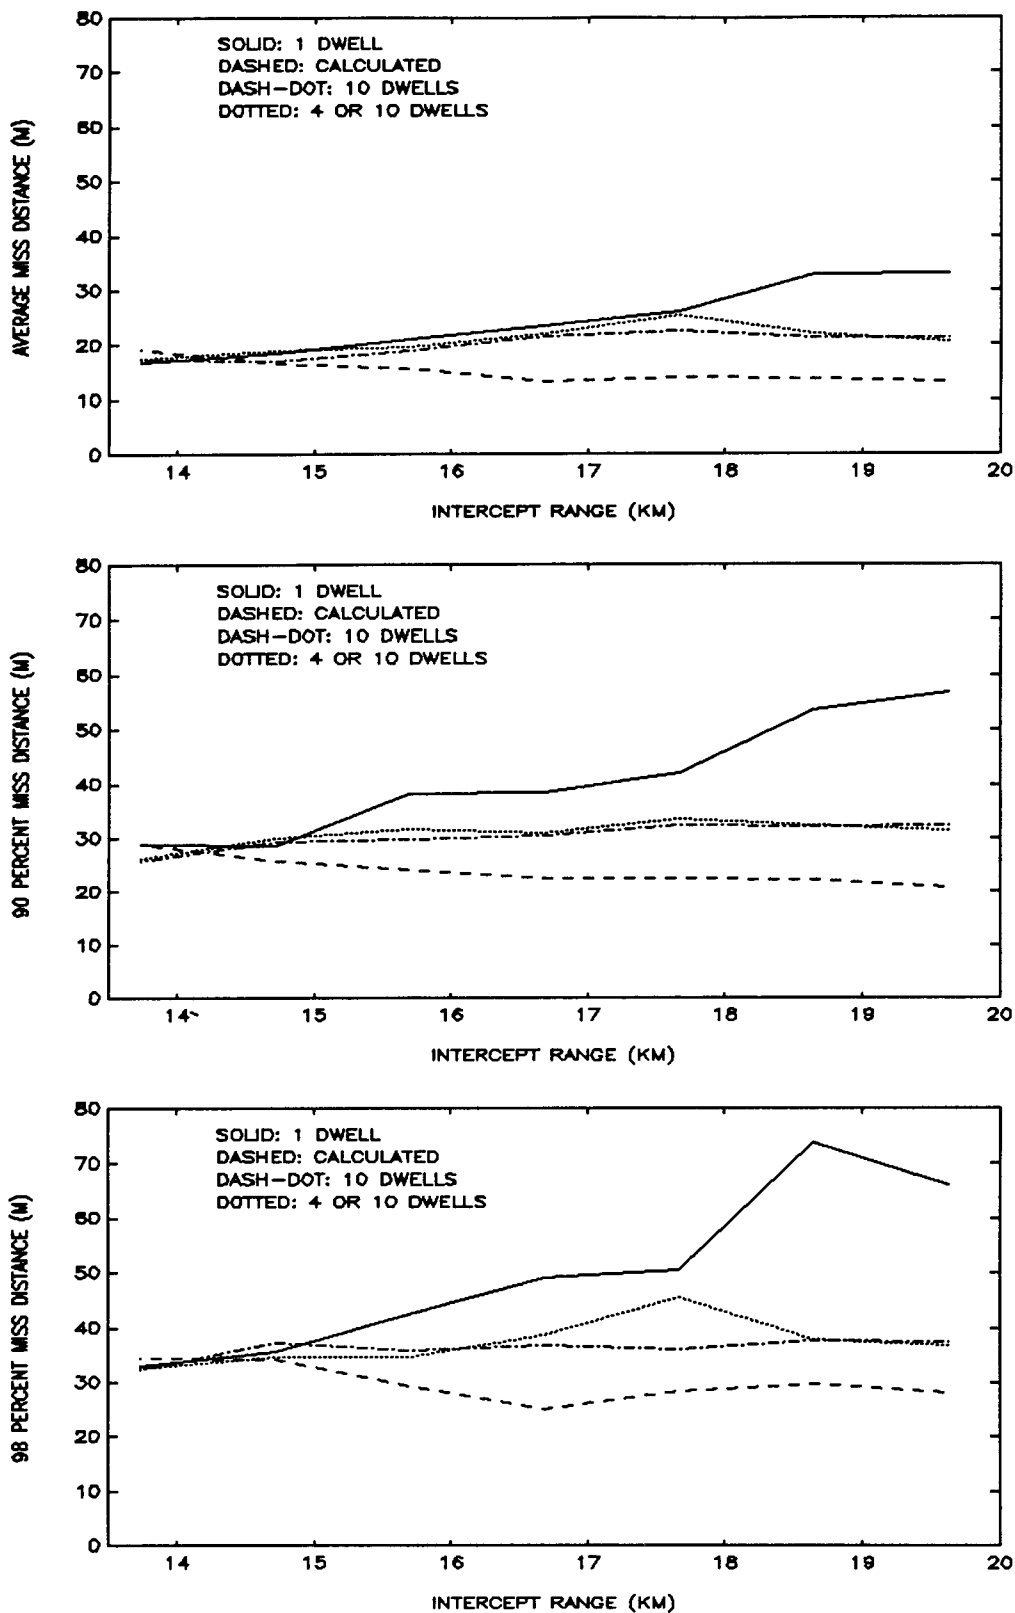 80
70
60
50
40
30
20
10
0
AVERAGE MISS DISTANCE (M)
SOLID: 1 DWELL
DASHED: CALCULATED
DASH-DOT: 10 DWELLS
DOTTED: 4 OR 10 DWELLS
14 15 16 17 18 19 20
INTERCEPT RANGE (KM)
80
70
60
50
40
30
20
10
0
90 PERCENT MISS DISTANCE (M)
SOLID: 1 DWELL
DASHED: CALCULATED
DASH-DOT: 10 DWELLS
DOTTED: 4 OR 10 DWELLS
14 15 16 17 18 19 20
INTERCEPT RANGE (KM)
80
70
60
50
40
30
20
10
0
98 PERCENT MISS DISTANCE (M)
SOLID: 1 DWELL
DASHED: CALCULATED
DASH-DOT: 10 DWELLS
DOTTED: 4 OR 10 DWELLS
14 15 16 17 18 19 20
INTERCEPT RANGE (KM)